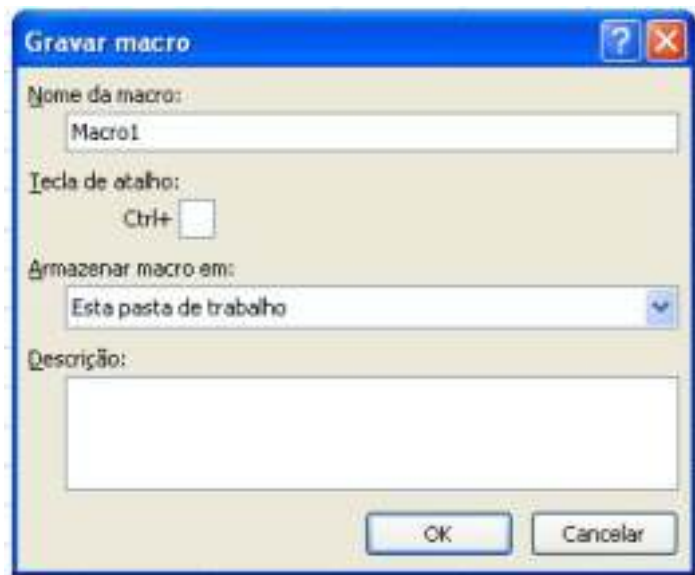 Gravar macro
?
Nome da macro:
Macro1
Tecla de atalho:
Ctrl+
Armazenar macro em:
Esta pasta de trabalho
Descrição:
OK Cancelar